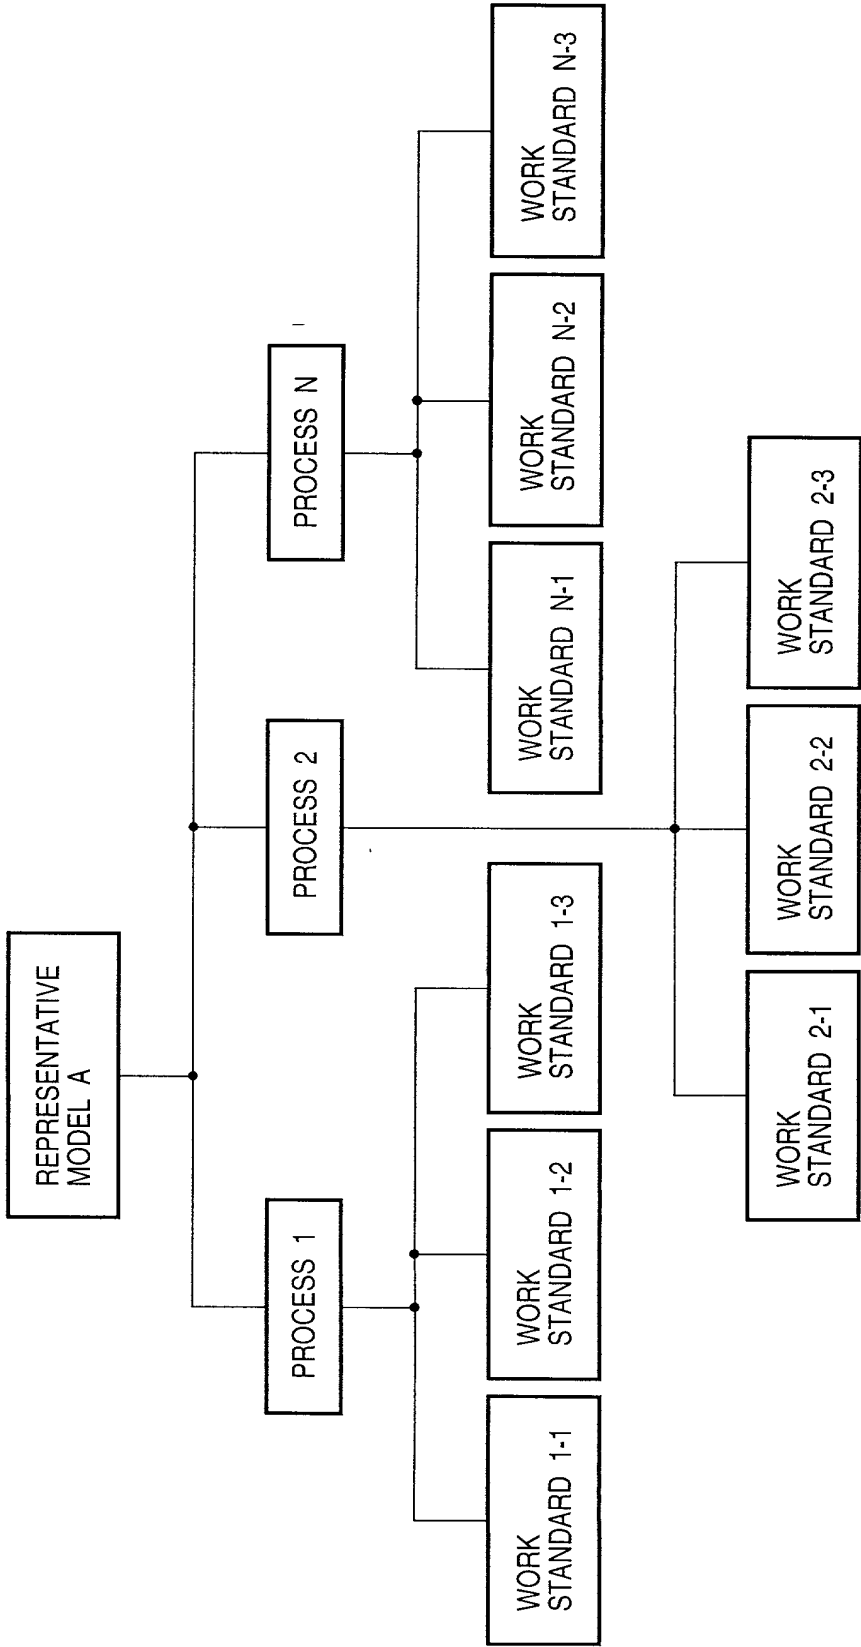 REPRESENTATIVE
MODEL A
PROCESS 1
PROCESS 2
PROCESS N
WORK
STANDARD 1-1
WORK
STANDARD 1-2
WORK
STANDARD 1-3
WORK
STANDARD N-1
WORK
STANDARD N-2
WORK
STANDARD N-3
WORK
STANDARD 2-1
WORK
STANDARD 2-2
WORK
STANDARD 2-3